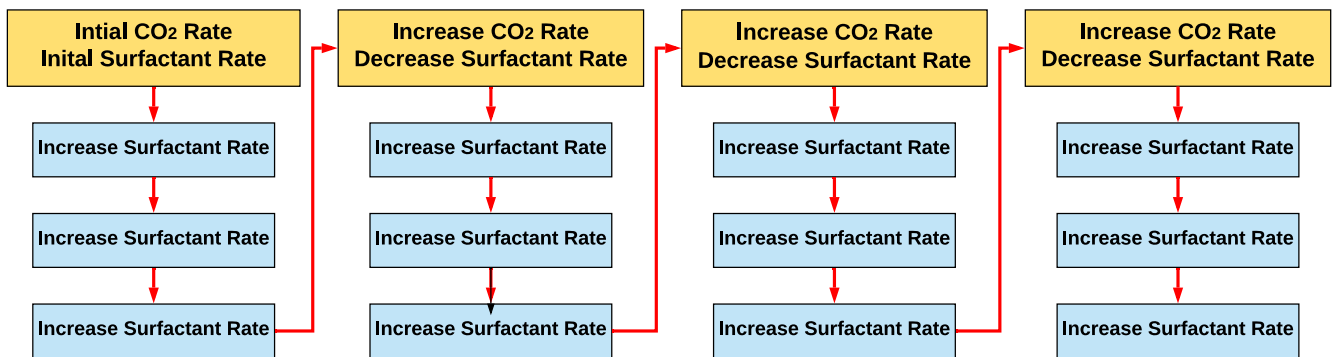 Intial CO2 Rate
Inital Surfactant Rate
Increase Surfactant Rate
Increase Surfactant Rate
Increase Surfactant Rate
Increase CO2 Rate
Decrease Surfactant Rate
Increase Surfactant Rate
Increase Surfactant Rate
Increase Surfactant Rate
Increase CO2 Rate
Decrease Surfactant Rate
Increase Surfactant Rate
Increase Surfactant Rate
Increase Surfactant Rate
Increase CO2 Rate
Decrease Surfactant Rate
Increase Surfactant Rate
Increase Surfactant Rate
Increase Surfactant Rate